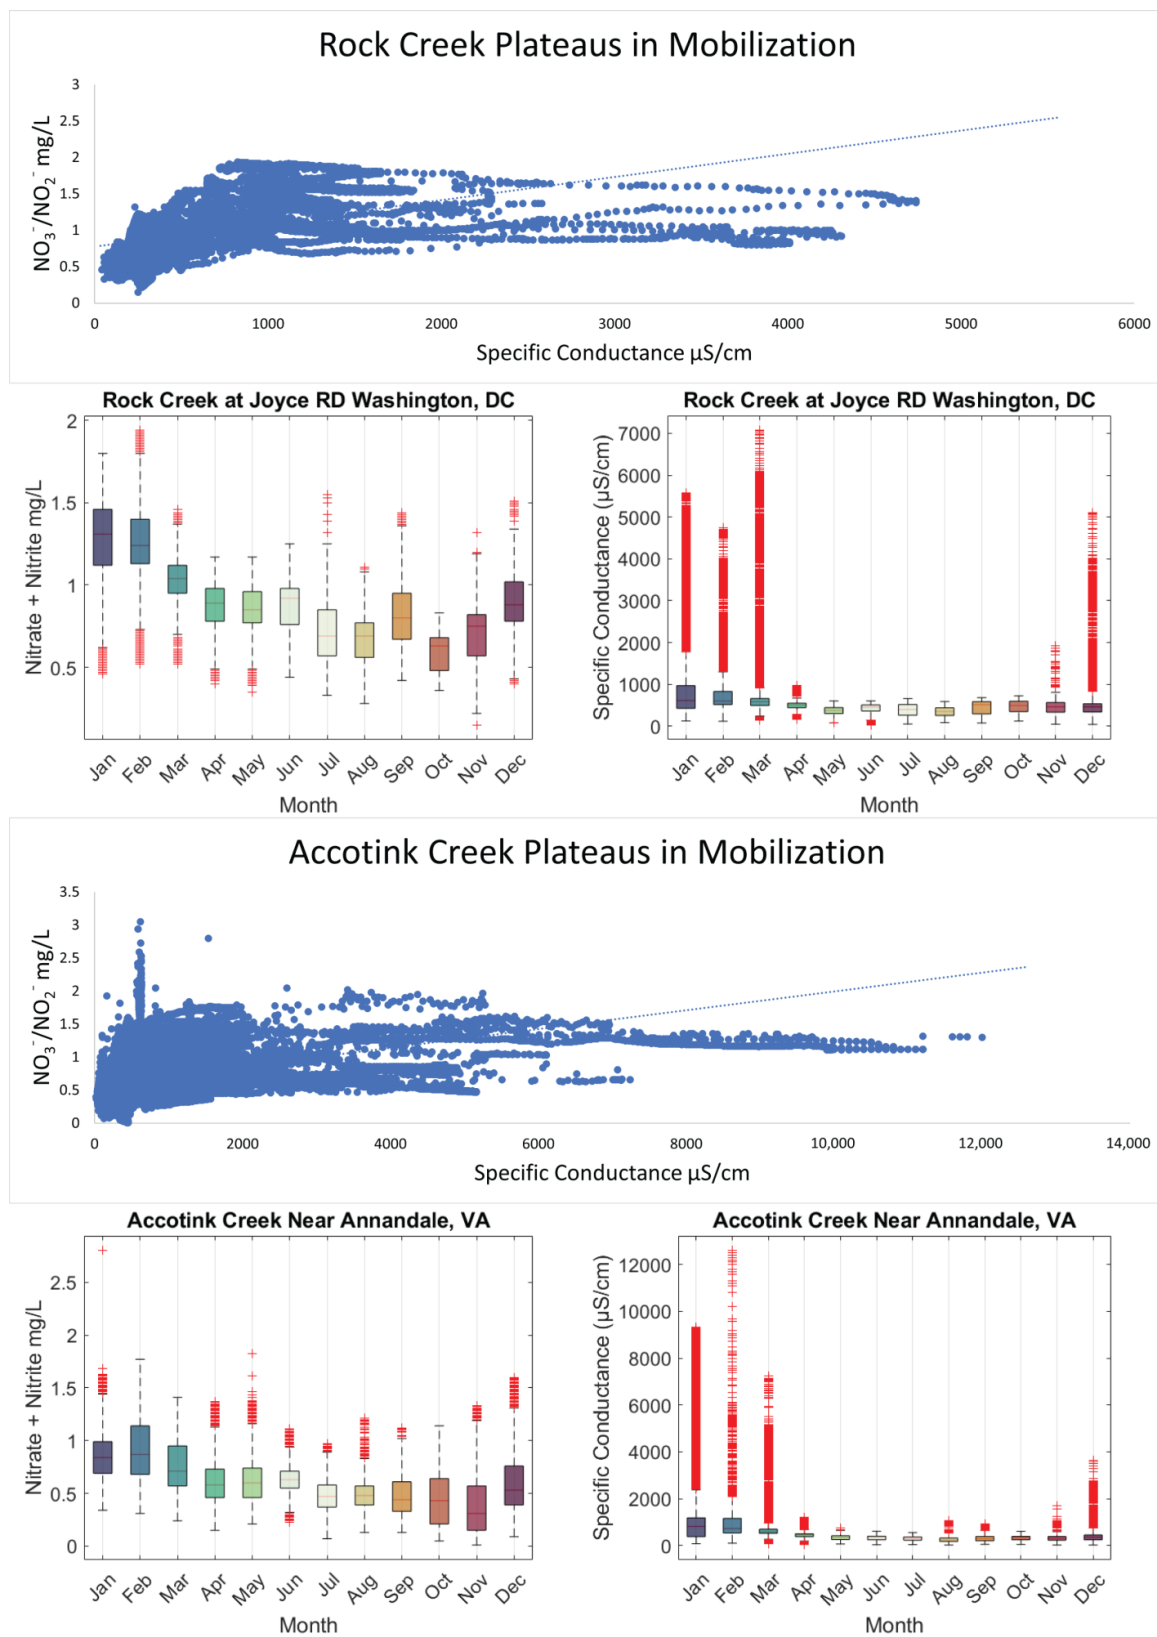 Rock Creek Plateaus in Mobilization
NO₃⁻/NO₂⁻ mg/L
3
2.5
2
1.5
1
0.5
0
0 1000 2000 3000 4000 5000 6000
Specific Conductance µS/cm
Rock Creek at Joyce RD Washington, DC
Nitrate + Nitrite mg/L
2
1.5
1
0.5
Jan Feb Mar Apr May Jun Jul Aug Sep Oct Nov Dec
Month
Rock Creek at Joyce RD Washington, DC
Specific Conductance (µS/cm)
7000
6000
5000
4000
3000
2000
1000
0
Jan Feb Mar Apr May Jun Jul Aug Sep Oct Nov Dec
Month
Accotink Creek Plateaus in Mobilization
NO₃⁻/NO₂⁻ mg/L
3.5
3
2.5
2
1.5
1
0.5
0
0 2000 4000 6000 8000 10,000 12,000 14,000
Specific Conductance µS/cm
Accotink Creek Near Annandale, VA
Nitrate + Nitrite mg/L
2.5
2
1.5
1
0.5
0
Jan Feb Mar Apr May Jun Jul Aug Sep Oct Nov Dec
Month
Accotink Creek Near Annandale, VA
Specific Conductance (µS/cm)
12000
10000
8000
6000
4000
2000
0
Jan Feb Mar Apr May Jun Jul Aug Sep Oct Nov Dec
Month